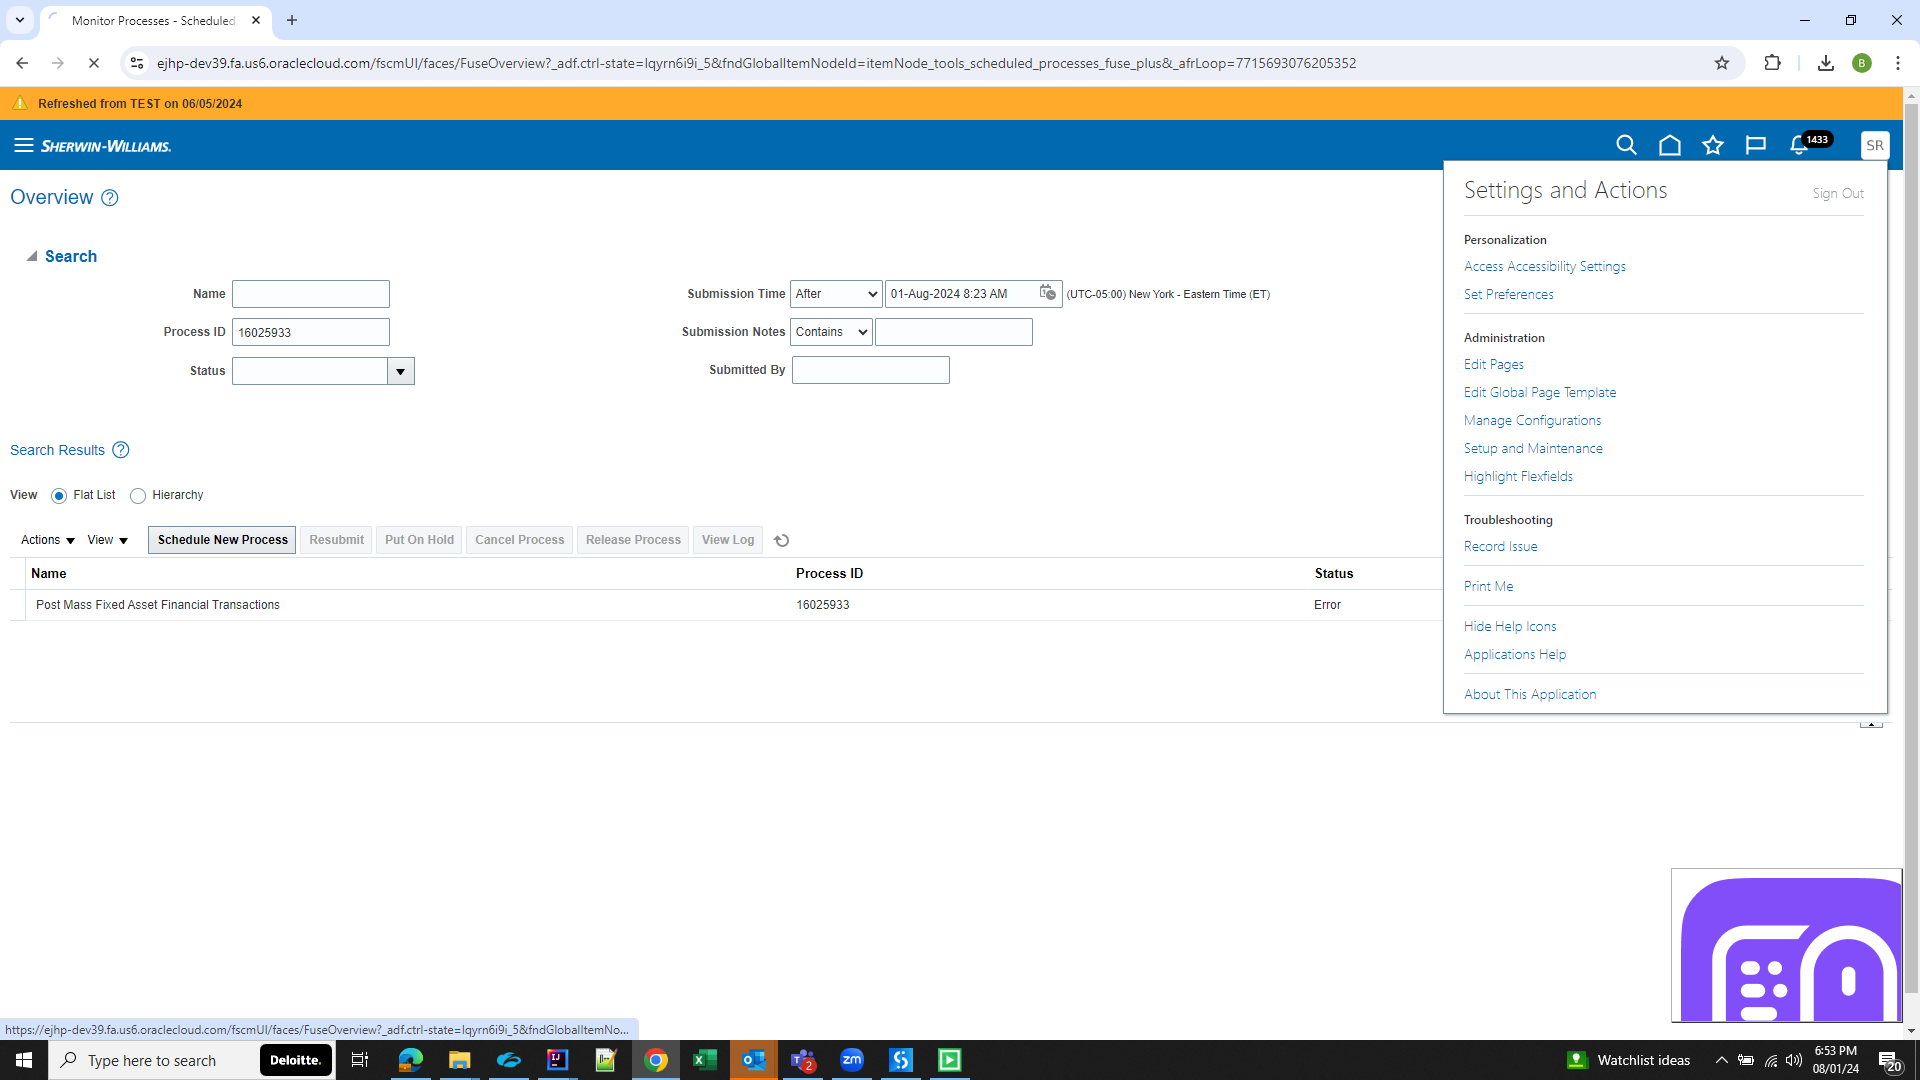 Monitor Processes - Scheduled
ejhp-dev39.fa.us6.oraclecloud.com/fscmUI/faces/FuseOverview?_adf.ctrl-state=lqyrn6i9i_5&fndGlobalItemNodeId=itemNode_tools_scheduled_processes_fuse_plus&_afrLoop=7715693076205352
B
Refreshed from TEST on 06/05/2024
SHERWIN-WILLIAMS.
1433
SR
Overview
Settings and Actions
Sign Out
Personalization
Access Accessibility Settings
Set Preferences
Administration
Edit Pages
Edit Global Page Template
Manage Configurations
Setup and Maintenance
Highlight Flexfields
Troubleshooting
Record Issue
Print Me
Hide Help Icons
Applications Help
About This Application
Search
Name
Submission Time After 01-Aug-2024 8:23 AM (UTC-05:00) New York - Eastern Time (ET)
Process ID 16025933
Submission Notes Contains
Status
Submitted By
Search Results
View Flat List Hierarchy
Actions View Schedule New Process Resubmit Put On Hold Cancel Process Release Process View Log
Name Process ID Status
Post Mass Fixed Asset Financial Transactions 16025933 Error
https://ejhp-dev39.fa.us6.oraclecloud.com/fscmUI/faces/FuseOverview?_adf.ctrl-state=lqyrn6i9i_5&fndGlobalItemNo...
Type here to search
Deloitte.
2
zm
Watchlist ideas
6:53 PM
08/01/24
20